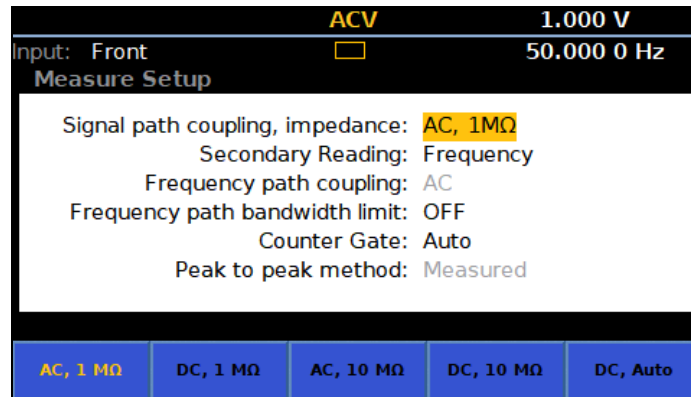 ACV 1.000 V
Input: Front 50.000 0 Hz
Measure Setup
Signal path coupling, impedance: AC, 1MΩ
Secondary Reading: Frequency
Frequency path coupling: AC
Frequency path bandwidth limit: OFF
Counter Gate: Auto
Peak to peak method: Measured
AC, 1 MΩ DC, 1 MΩ AC, 10 MΩ DC, 10 MΩ DC, Auto